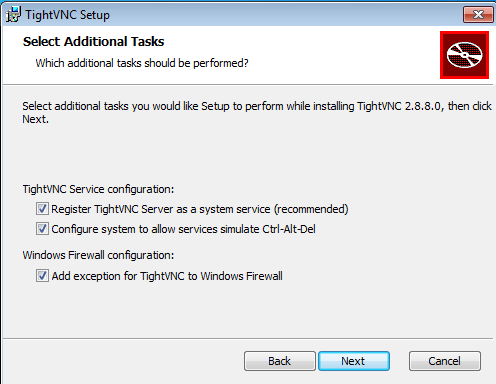 TightVNC Setup
Select Additional Tasks
Which additional tasks should be performed?
Select additional tasks you would like Setup to perform while installing TightVNC 2.8.8.0, then click
Next.
TightVNC Service configuration:
Register TightVNC Server as a system service (recommended)
Configure system to allow services simulate Ctrl-Alt-Del
Windows Firewall configuration:
Add exception for TightVNC to Windows Firewall
Back Next Cancel